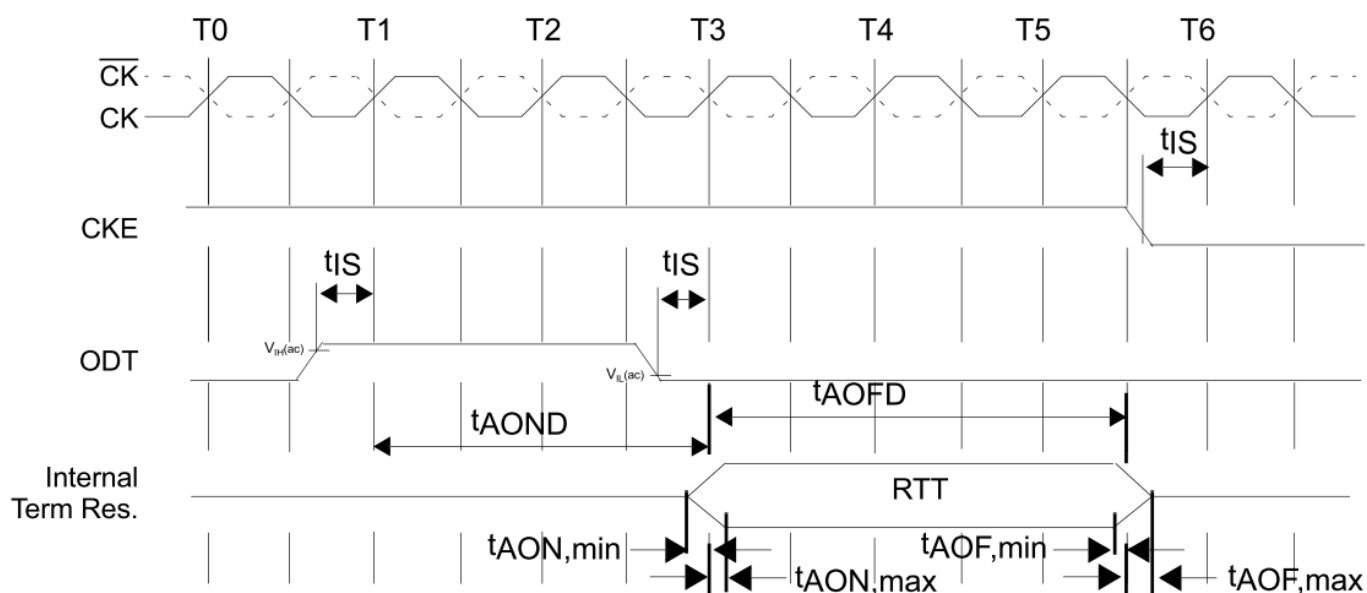 T0 T1 T2 T3 T4 T5 T6
CK
CK
tIS
CKE
tIS tIS
VIH(ac)
ODT
VIL(ac)
tAOFD
tAOND
Internal
Term Res.
RTT
tAON,min tAOF,min
tAON,max tAOF,max